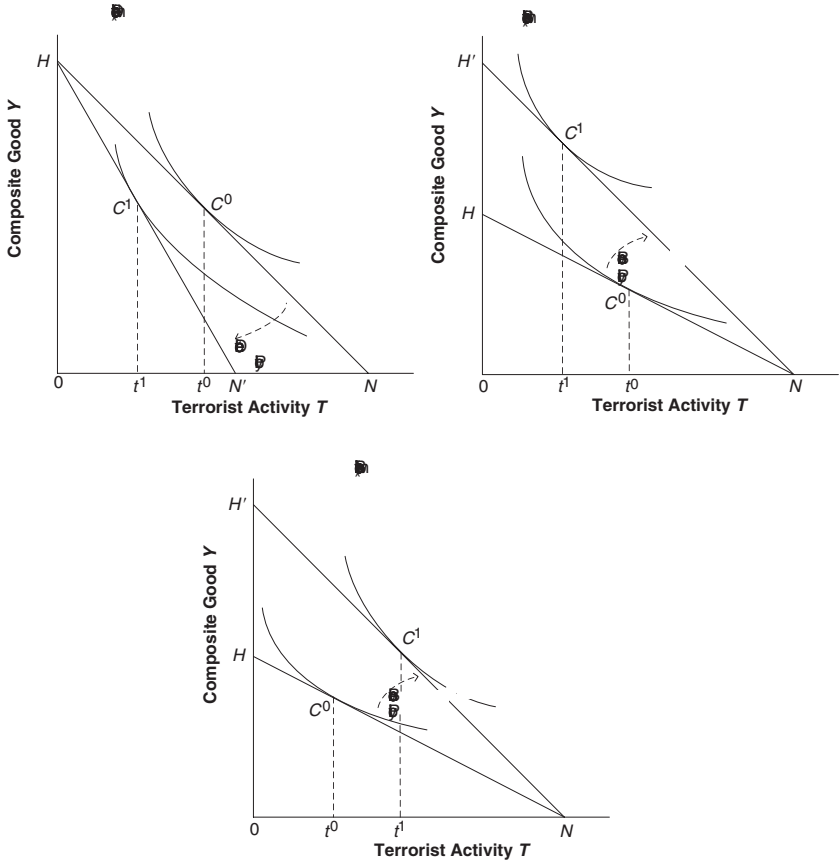 H
Composite Good Y
C¹
C⁰
0
t¹
t⁰
N′
N
Terrorist Activity T
H′
Composite Good Y
C¹
H
C⁰
0
t¹
t⁰
N
Terrorist Activity T
H′
Composite Good Y
C¹
H
C⁰
0
t⁰
t¹
N
Terrorist Activity T